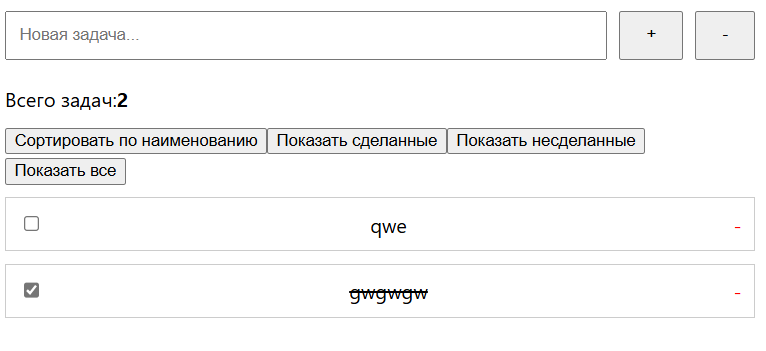 Новая задача... + -
Всего задач:2
Сортировать по наименованию Показать сделанные Показать несделанные
Показать все
qwe -
gwgwgw -